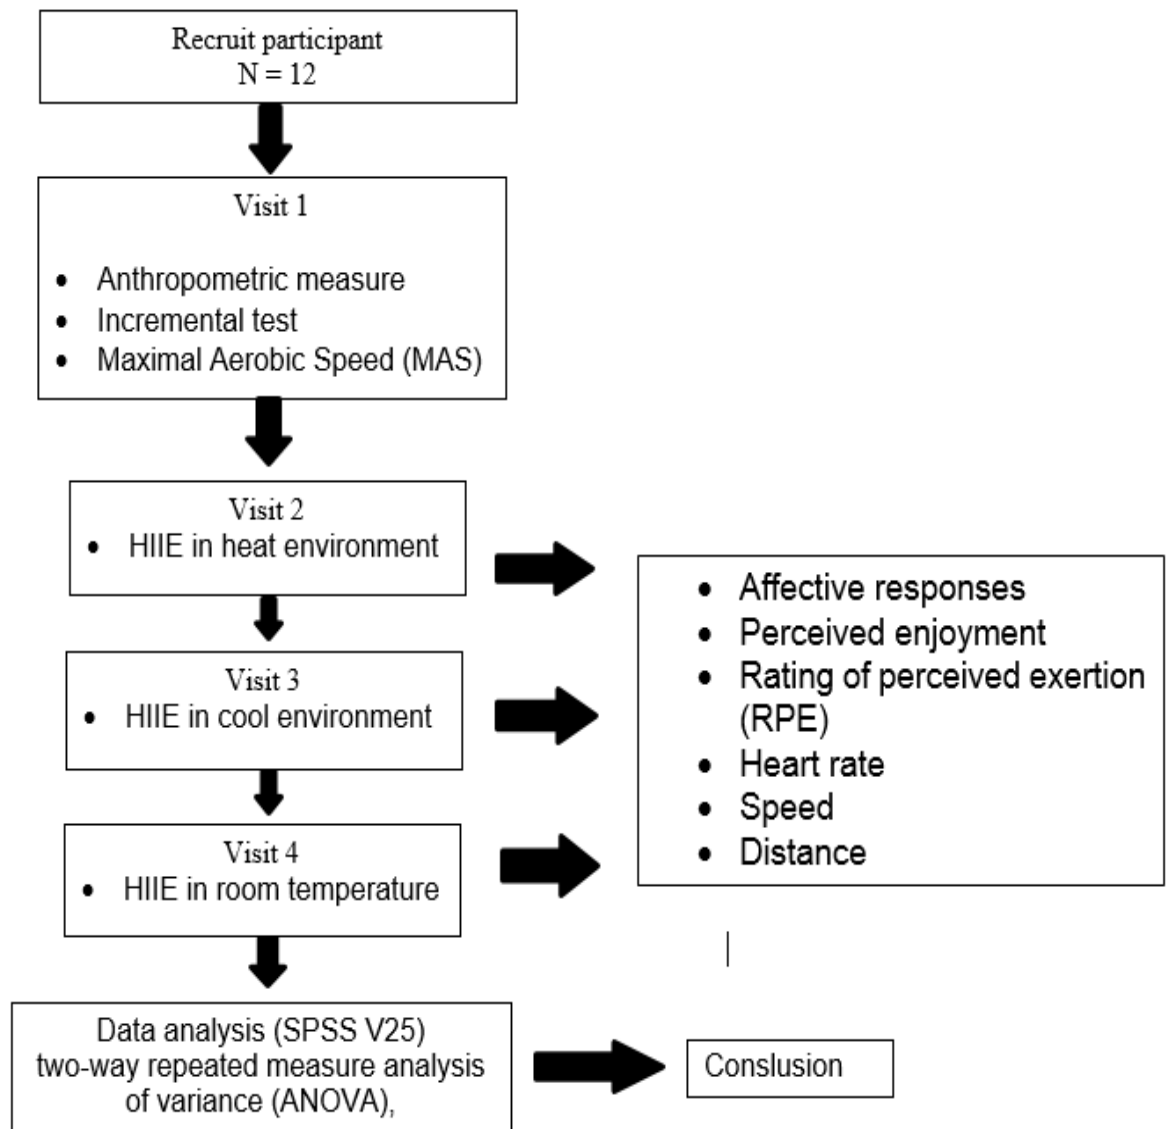 Recruit participant
N = 12
Visit 1
• Anthropometric measure
• Incremental test
• Maximal Aerobic Speed (MAS)
Visit 2
• HIIE in heat environment
Visit 3
• HIIE in cool environment
Visit 4
• HIIE in room temperature
• Affective responses
• Perceived enjoyment
• Rating of perceived exertion
(RPE)
• Heart rate
• Speed
• Distance
Data analysis (SPSS V25)
two-way repeated measure analysis
of variance (ANOVA),
Conslusion